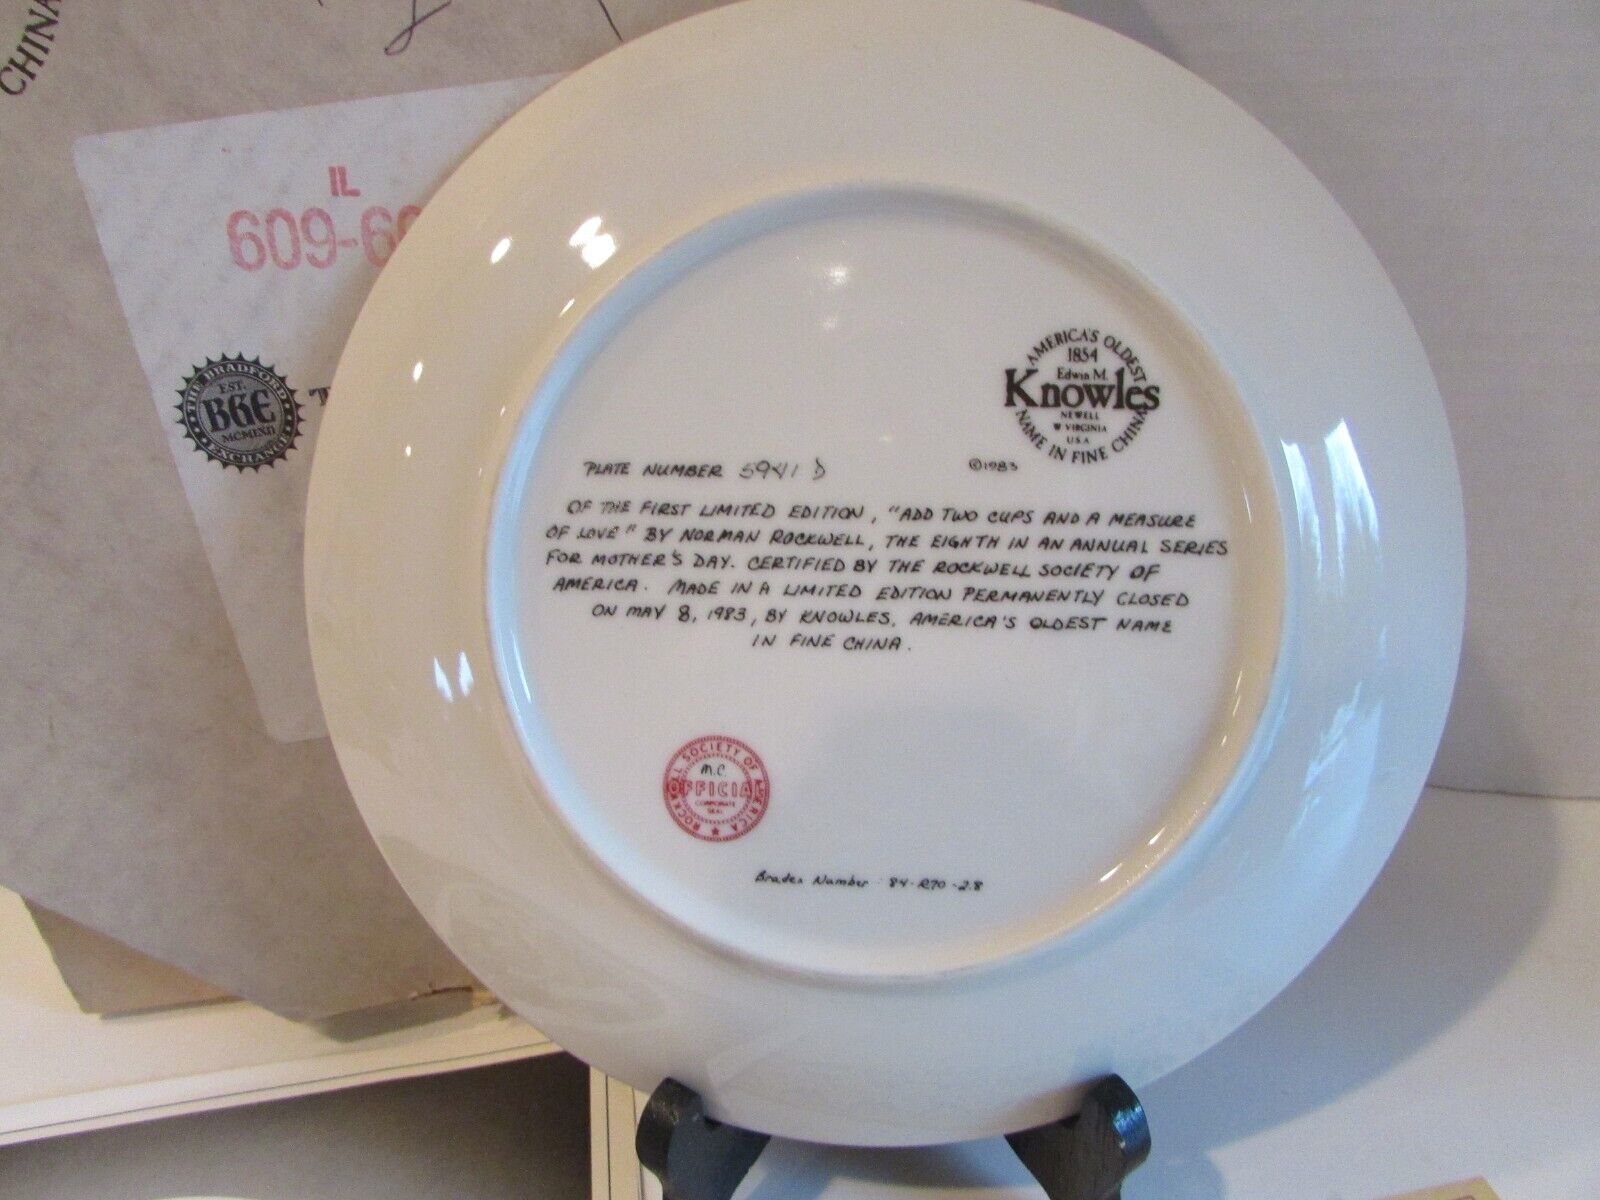 CHINA
IL
609-6
THE BRADFORD
EST.
BGE
MCMLXII
EXCHANGE
AMERICA'S OLDEST
1854
Edwin M.
Knowles
NEWELL
W VIRGINIA
U S A
NAME IN FINE CHINA
PLATE NUMBER 5941 D
©1983
OF THE FIRST LIMITED EDITION, "ADD TWO CUPS AND A MEASURE
OF LOVE" BY NORMAN ROCKWELL, THE EIGHTH IN AN ANNUAL SERIES
FOR MOTHER'S DAY. CERTIFIED BY THE ROCKWELL SOCIETY OF
AMERICA. MADE IN A LIMITED EDITION PERMANENTLY CLOSED
ON MAY 8, 1983, BY KNOWLES, AMERICA'S OLDEST NAME
IN FINE CHINA.
ROCKWELL SOCIETY OF AMERICA
M.C.
OFFICIAL
CORPORATE
SEAL
Bradex Number 84-R70-2.8